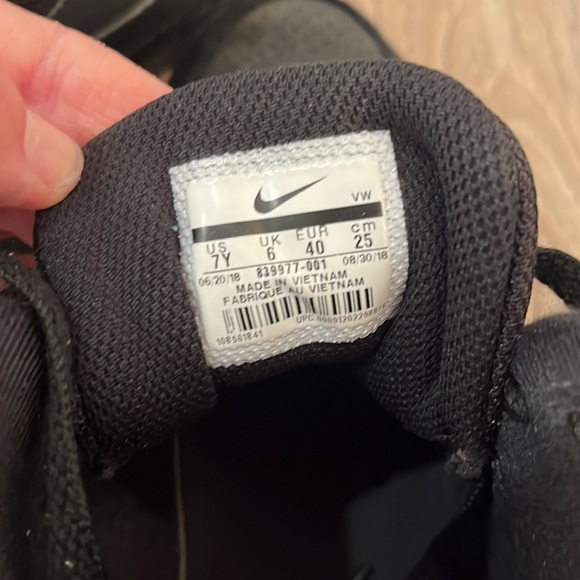 VW
US UK EUR cm
7Y 6 40 25
06/20/18 839977-001 08/30/18
MADE IN VIETNAM
FABRIQUE AU VIETNAM
UPC
108561841